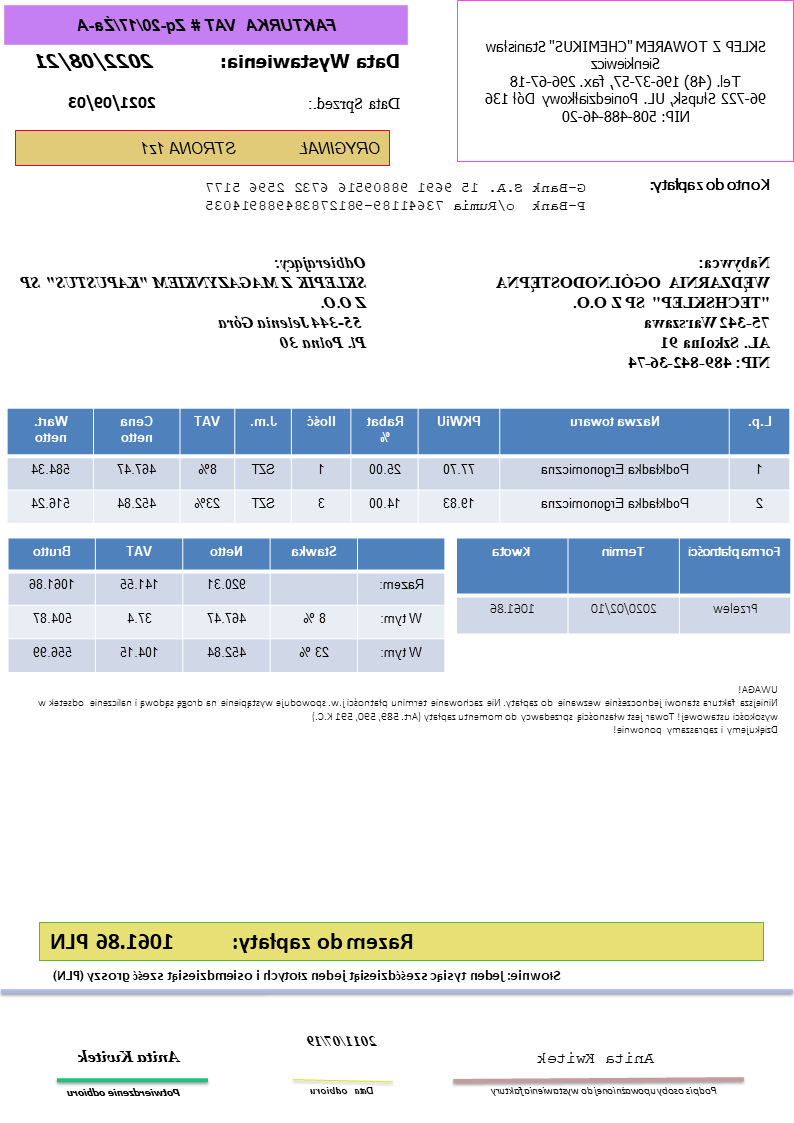 SKLEP Z TOWAREM "CHEMIKUS" Stanisław
Sienkiewicz
Tel. (48) 196-37-57, fax. 296-67-18
96-722 Słupsk, UL. Poniedziałkowy Dół 136
NIP: 508-488-46-20
FAKTURKA VAT # Zq-20/17/Źa-A
Data Wystawienia: 2022/08/21
Data Sprzed.: 2021/09/03
ORYGINAŁ STRONA 1z1
Konto do zapłaty: G-Bank S.A. 15 9691 98809516 6732 2596 5177
P-Bank o/Rumia 73641189-981278384988914035
Nabywca:
WĘDZARNIA OGÓLNODOSTĘPNA
"TECHSKLEP" SP Z O.O.
75-342 Warszawa
AL. Szkolna 91
NIP: 489-842-36-74
Odbierający:
SKLEPIK Z MAGAZYNKIEM "KAPUSTUS" SP
Z O.O.
55-344 Jelenia Góra
Pl. Polna 30
L.p. Nazwa towaru PKWiU Rabat % Ilość J.m. VAT Cena netto Wart. netto
1 Podkładka Ergonomiczna 77.70 25.00 1 SZT 8% 467.47 584.34
2 Podkładka Ergonomiczna 19.83 14.00 3 SZT 23% 452.84 516.24
Forma płatności Termin Kwota
Przelew 2020/02/10 1061.86
Stawka Netto VAT Brutto
Razem: 920.31 141.55 1061.86
W tym: 8 % 467.47 37.4 504.87
W tym: 23 % 452.84 104.15 556.99
UWAGA!
Niniejsza faktura stanowi jednocześnie wezwanie do zapłaty. Nie zachowanie terminu płatności j.w. spowoduje wystąpienie na drogę sądową i naliczenie odsetek w
wysokości ustawowej! Towar jest własnością sprzedawcy do momentu zapłaty (Art. 589, 590, 591 K.C.)
Dziękujemy i zapraszamy ponownie!
Razem do zapłaty: 1061.86 PLN
Słownie: jeden tysiąc sześćdziesiąt jeden złotych i osiemdziesiąt sześć groszy (PLN)
Anita Kwitek 2011/07/19 Anita Kwitek
Podpis osoby upoważnionej do wystawienia faktury Data odbioru Potwierdzenie odbioru